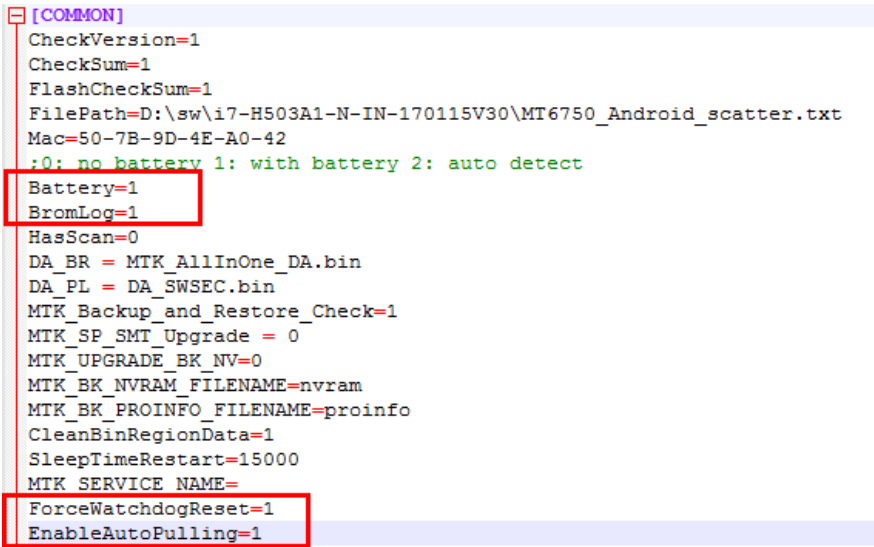 [COMMON]
CheckVersion=1
CheckSum=1
FlashCheckSum=1
FilePath=D:\sw\i7-H503A1-N-IN-170115V30\MT6750_Android_scatter.txt
Mac=50-7B-9D-4E-A0-42
;0: no battery 1: with battery 2: auto detect
Battery=1
BromLog=1
HasScan=0
DA_BR = MTK_AllInOne_DA.bin
DA_PL = DA_SWSEC.bin
MTK_Backup_and_Restore_Check=1
MTK_SP_SMT_Upgrade = 0
MTK_UPGRADE_BK_NV=0
MTK_BK_NVRAM_FILENAME=nvram
MTK_BK_PROINFO_FILENAME=proinfo
CleanBinRegionData=1
SleepTimeRestart=15000
MTK_SERVICE_NAME=
ForceWatchdogReset=1
EnableAutoPulling=1